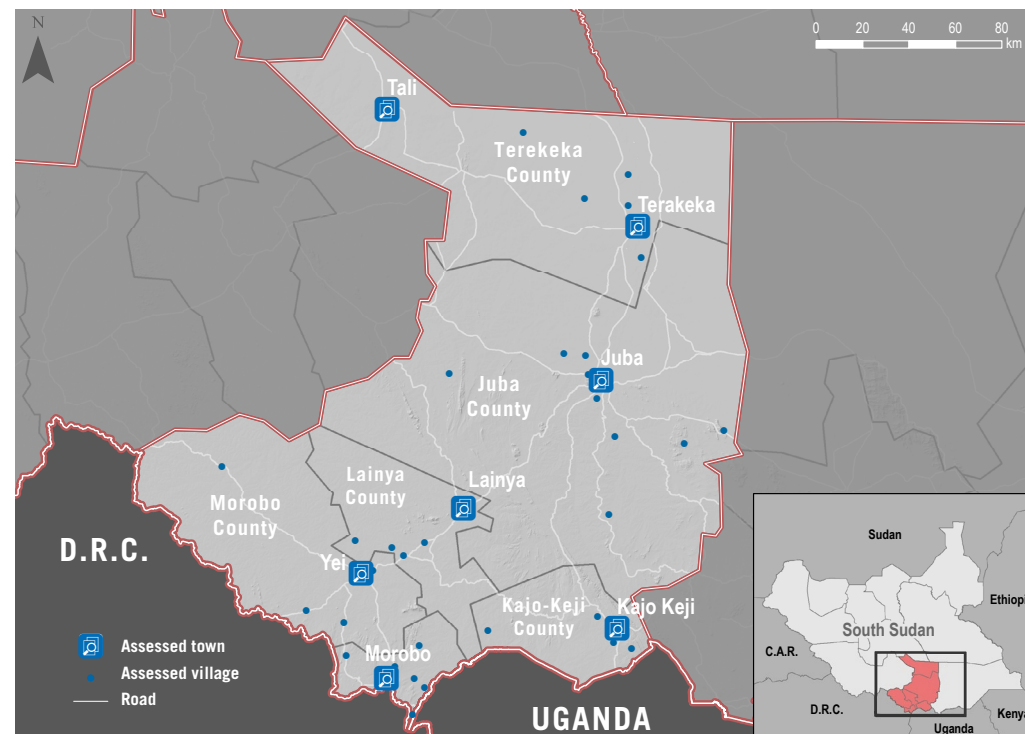 N
0 20 40 60 80
km
Tali
Terekeka
County
Terakeka
Juba
Juba
County
Lainya
County
Lainya
Morobo
County
D.R.C.
Yei
Kajo-Keji
County
Kajo Keji
Morobo
Assessed town
Assessed village
Road
UGANDA
Sudan
Ethiopi
South Sudan
C.A.R.
D.R.C.
Uganda
Kenya